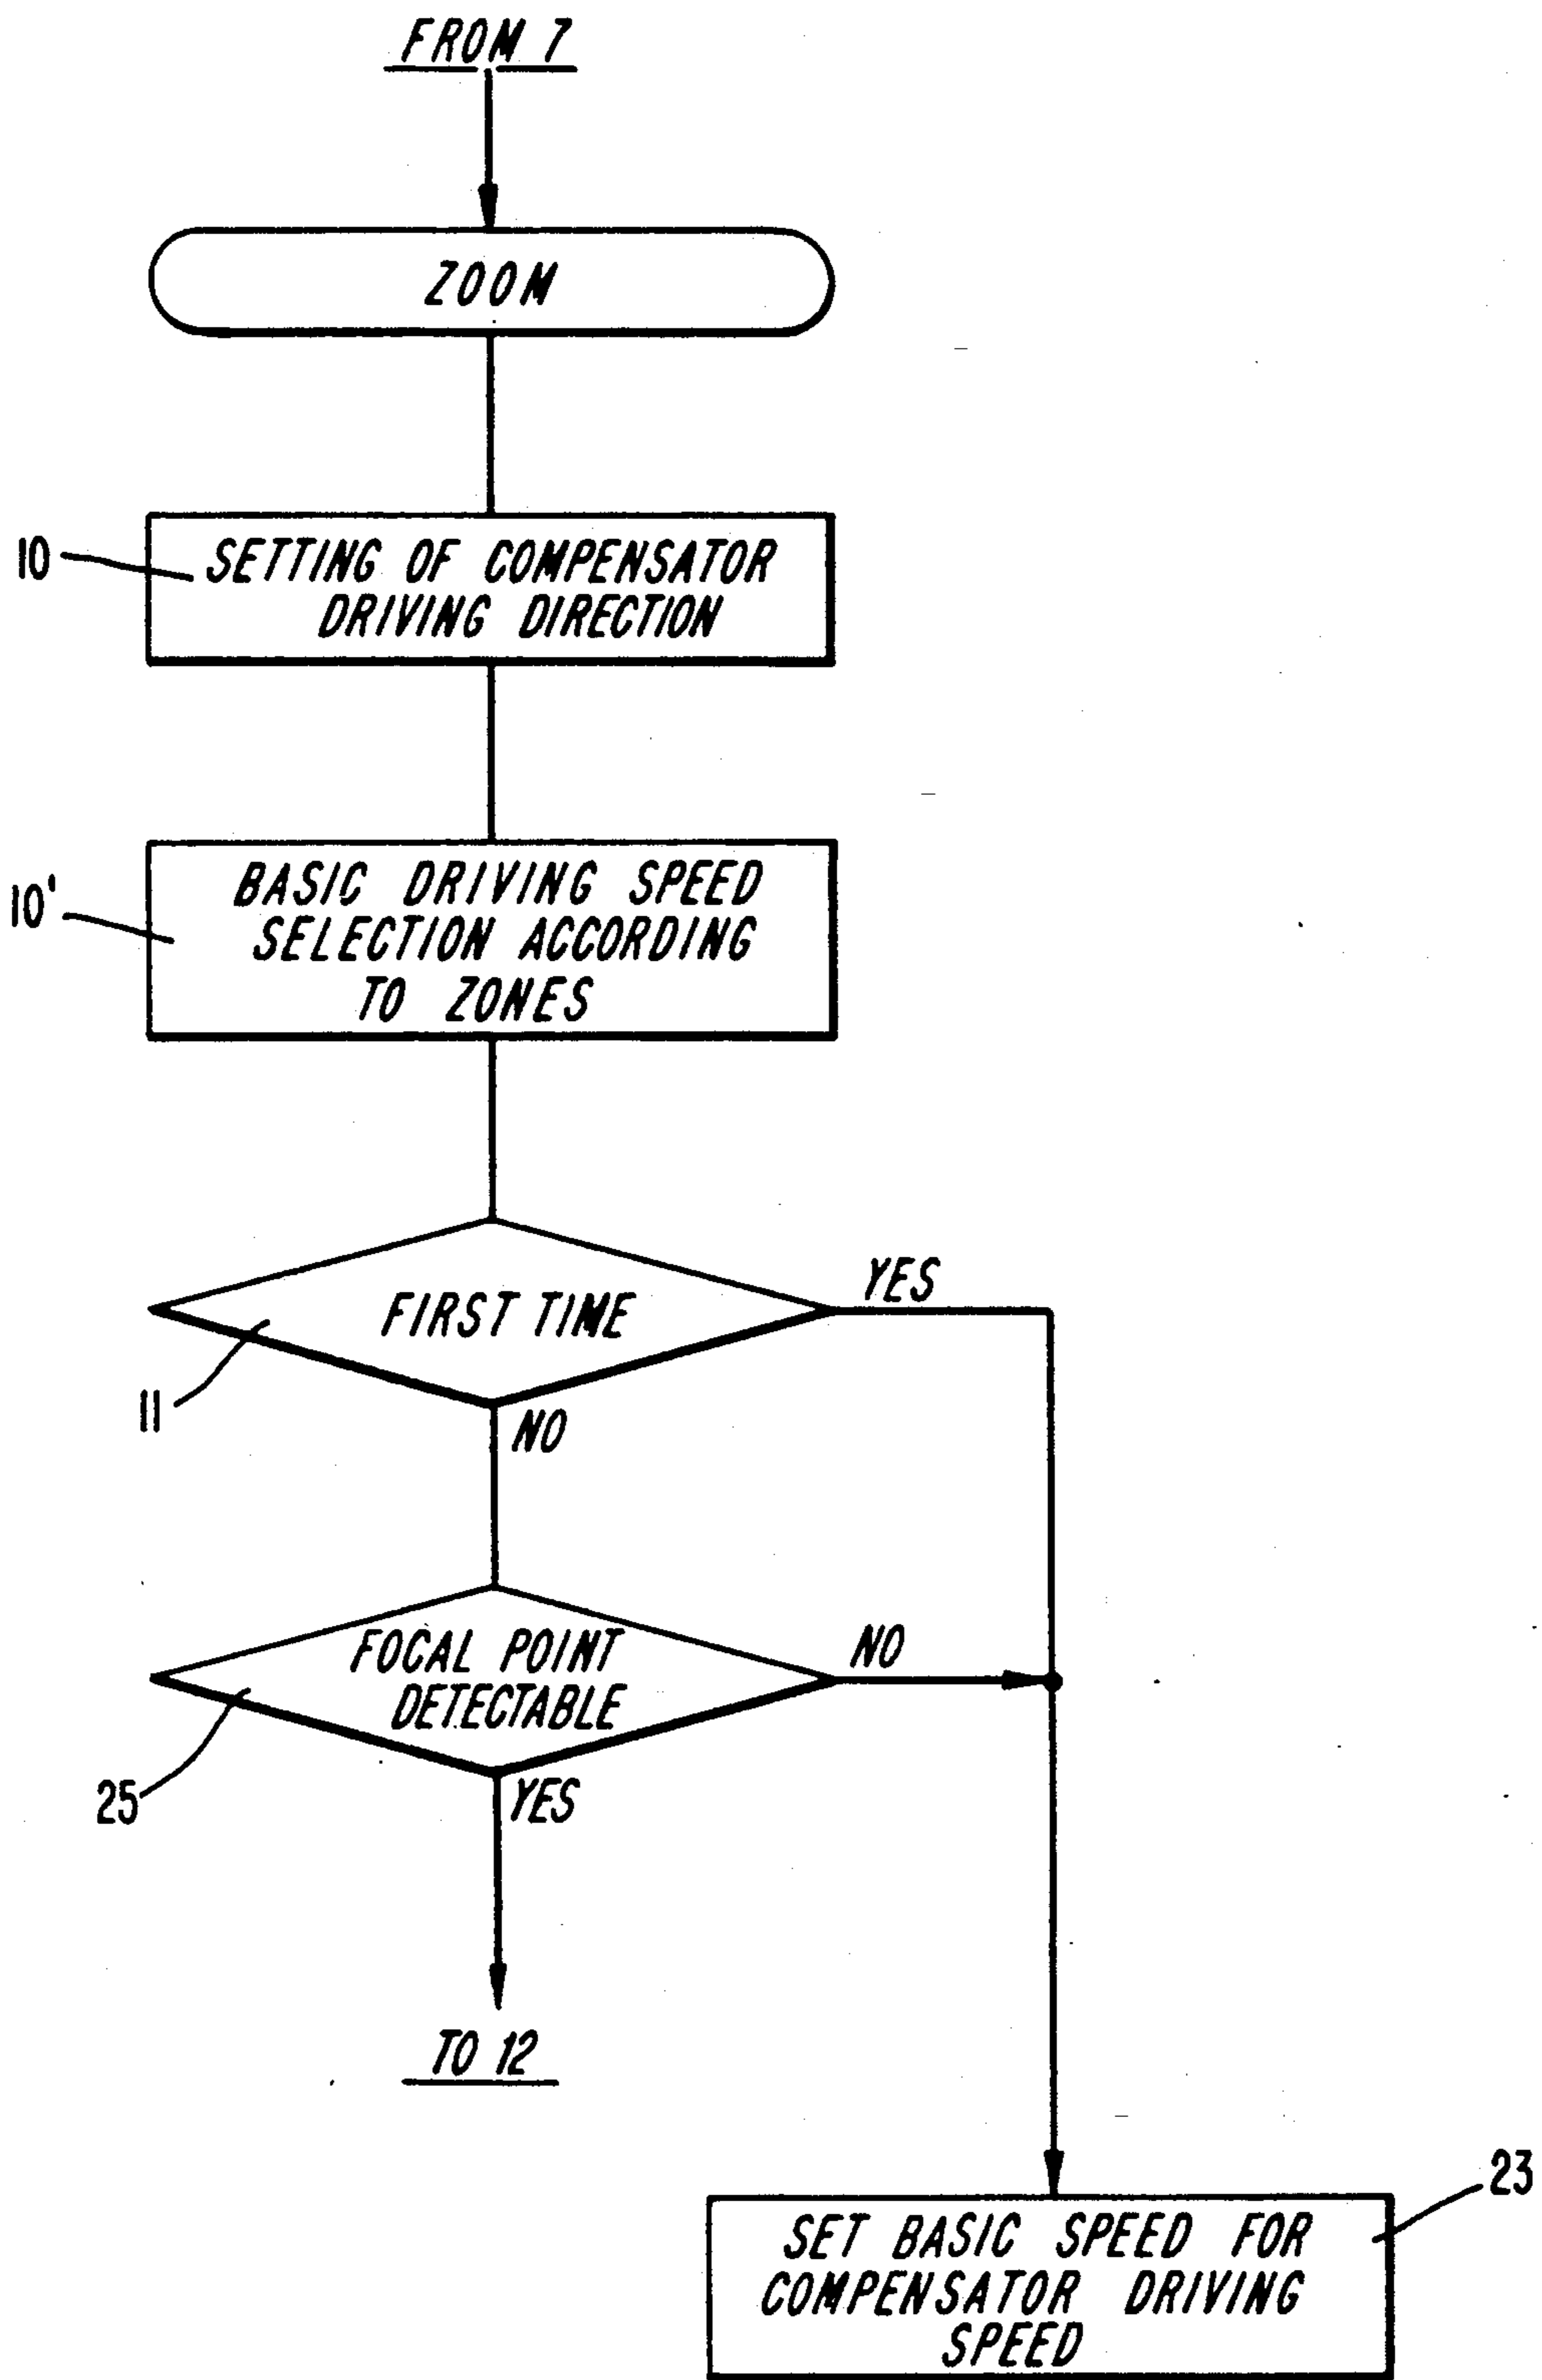 FROM 7
ZOOM
10
SETTING OF COMPENSATOR
DRIVING DIRECTION
10'
BASIC DRIVING SPEED
SELECTION ACCORDING
TO ZONES
FIRST TIME
YES
11
NO
FOCAL POINT
DETECTABLE
NO
25
YES
TO 12
23
SET BASIC SPEED FOR
COMPENSATOR DRIVING
SPEED